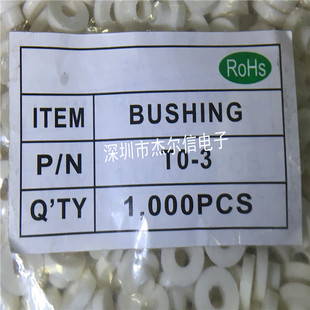 RoHs
ITEM BUSHING
深圳市杰尔信电子
P/N TO-3
Q'TY 1,000PCS